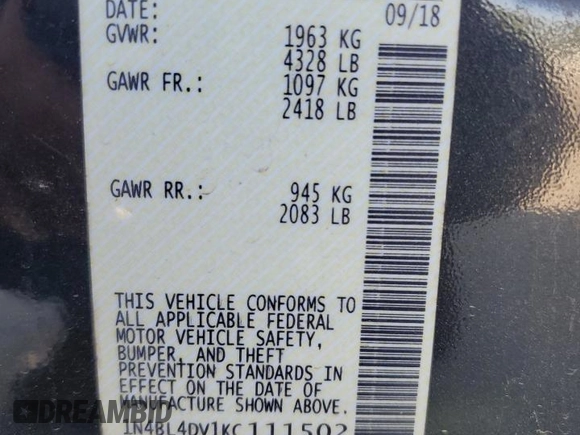 DATE: 09/18
GVWR: 1963 KG
4328 LB
GAWR FR.: 1097 KG
2418 LB
GAWR RR.: 945 KG
2083 LB
THIS VEHICLE CONFORMS TO
ALL APPLICABLE FEDERAL
MOTOR VEHICLE SAFETY,
BUMPER, AND THEFT
PREVENTION STANDARDS IN
EFFECT ON THE DATE OF
MANUFACTURE SHOWN ABOVE.
1N4BL4DV1KC111502
DREAMBID